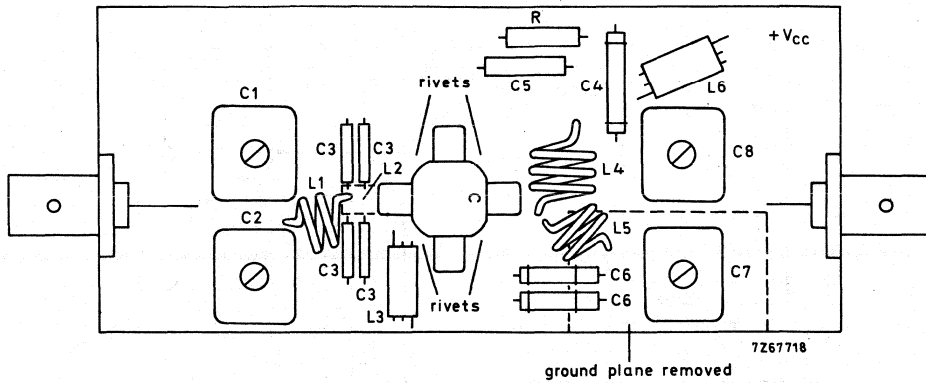 R
+VCC
rivets
C5
C4
L6
C1
C3
C3
L2
C8
L1
L4
C
C2
L5
C3
C3
C6
C7
C6
L3
rivets
7Z67718
ground plane removed